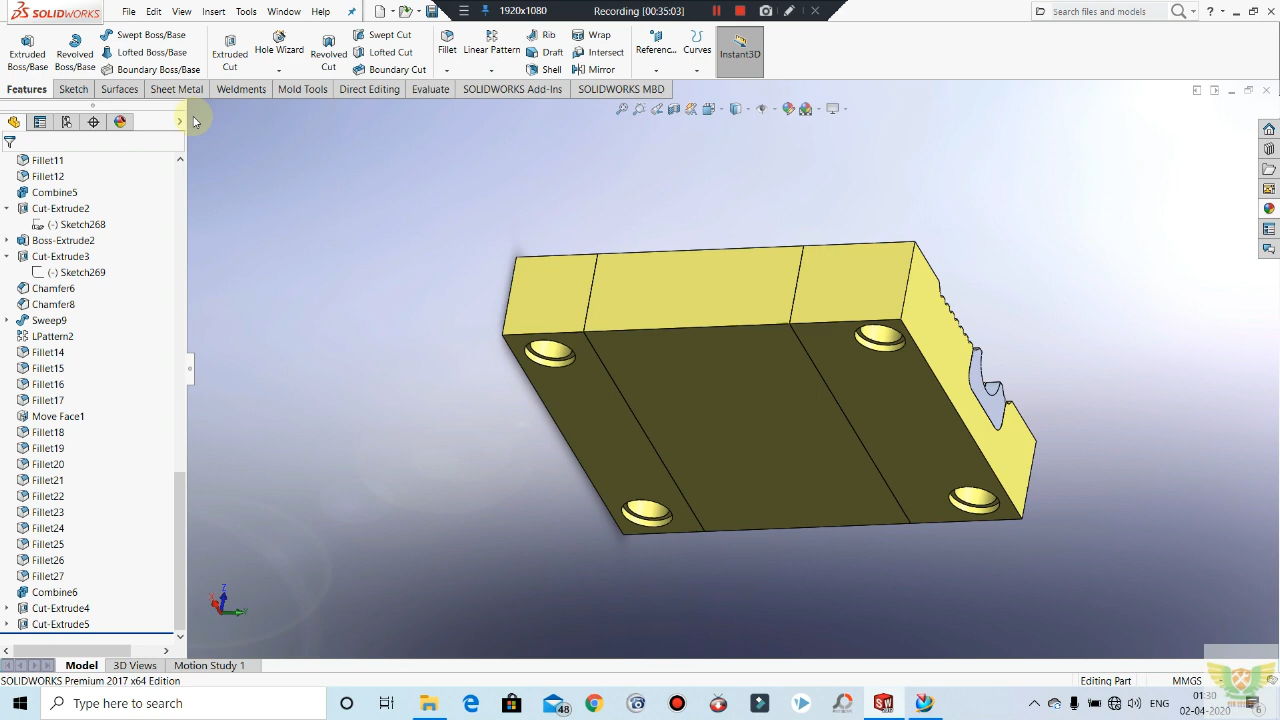 SOLIDWORKS
File Edit View Insert Tools Window Help
1920x1080 Recording [00:35:03]
search files and models
Extruded Boss/Base
Revolved Boss/Base
Swept Boss/Base
Lofted Boss/Base
Boundary Boss/Base
Extruded Cut
Hole Wizard
Revolved Cut
Swept Cut
Lofted Cut
Boundary Cut
Fillet
Linear Pattern
Rib
Draft
Shell
Wrap
Intersect
Mirror
Referenc...
Curves
Instant3D
Features Sketch Surfaces Sheet Metal Weldments Mold Tools Direct Editing Evaluate SOLIDWORKS Add-Ins SOLIDWORKS MBD
Fillet11
Fillet12
Combine5
Cut-Extrude2
(-) Sketch268
Boss-Extrude2
Cut-Extrude3
(-) Sketch269
Chamfer6
Chamfer8
Sweep9
LPattern2
Fillet14
Fillet15
Fillet16
Fillet17
Move Face1
Fillet18
Fillet19
Fillet20
Fillet21
Fillet22
Fillet23
Fillet24
Fillet25
Fillet26
Fillet27
Combine6
Cut-Extrude4
Cut-Extrude5
Z
Model 3D Views Motion Study 1
SOLIDWORKS Premium 2017 x64 Edition
Editing Part MMGS
Type here to search
48
ENG
01:30
02-04-2020